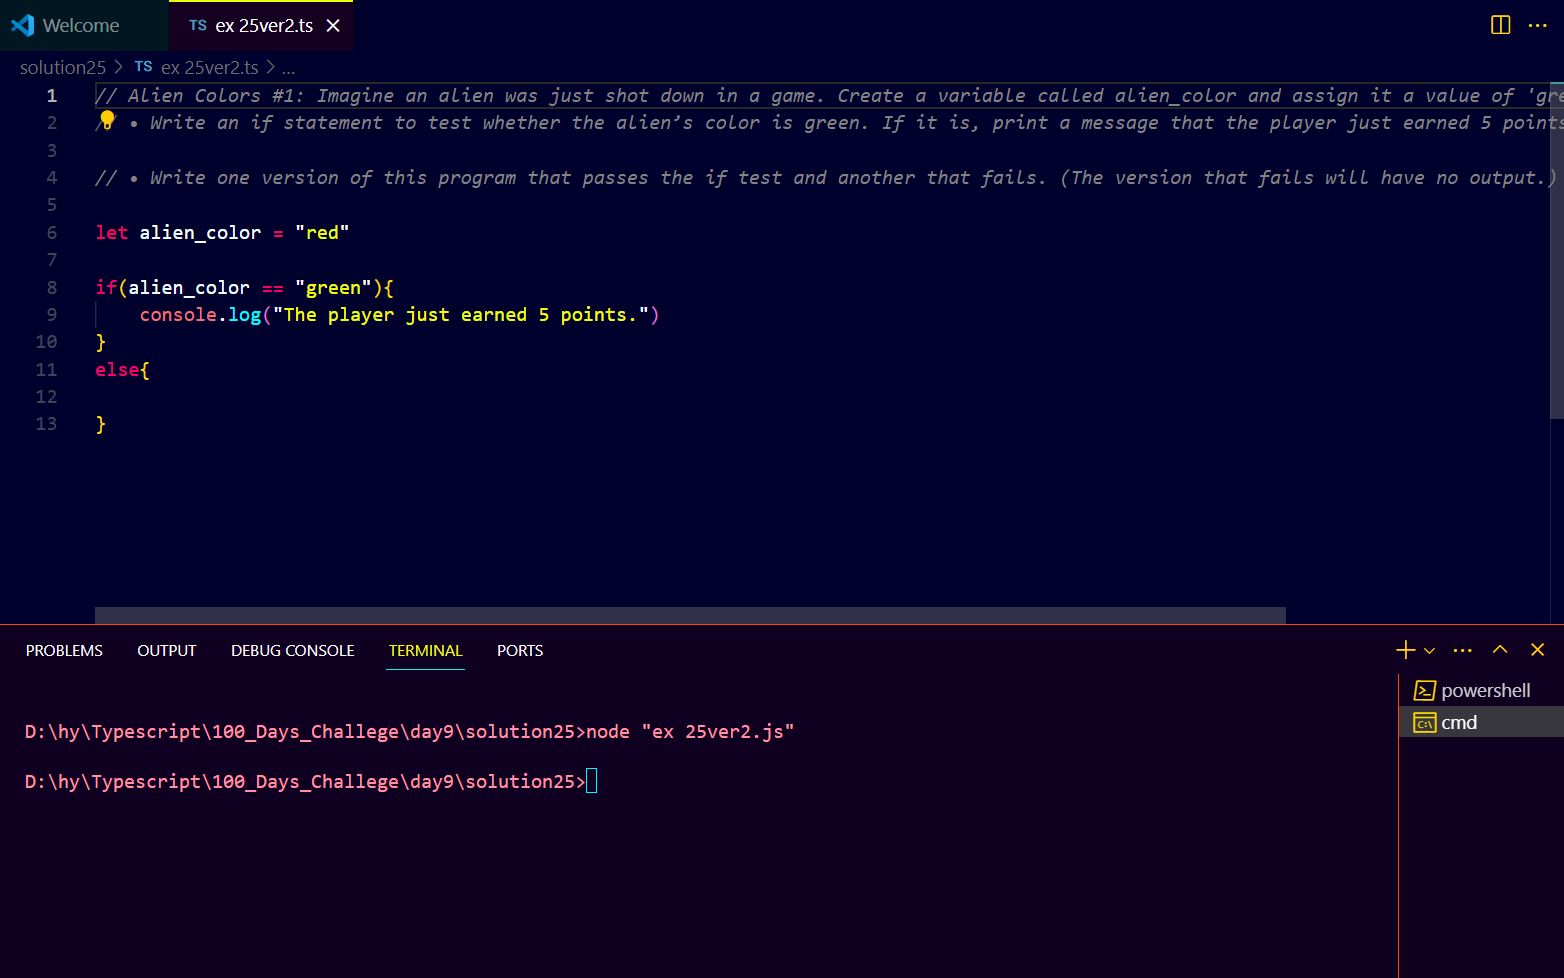 Welcome
TS ex 25ver2.ts
solution25 > TS ex 25ver2.ts > ...
1 // Alien Colors #1: Imagine an alien was just shot down in a game. Create a variable called alien_color and assign it a value of 'gre
2 // • Write an if statement to test whether the alien’s color is green. If it is, print a message that the player just earned 5 points
3
4 // • Write one version of this program that passes the if test and another that fails. (The version that fails will have no output.)
5
6 let alien_color = "red"
7
8 if(alien_color == "green"){
9 console.log("The player just earned 5 points.")
10 }
11 else{
12
13 }
PROBLEMS OUTPUT DEBUG CONSOLE TERMINAL PORTS
powershell
cmd
D:\hy\Typescript\100_Days_Challege\day9\solution25>node "ex 25ver2.js"
D:\hy\Typescript\100_Days_Challege\day9\solution25>